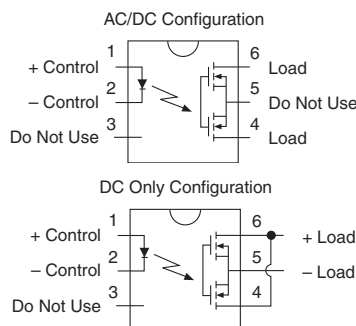 AC/DC Configuration
1 6
+ Control Load
2 5
– Control Do Not Use
3 4
Do Not Use Load
DC Only Configuration
1 6
+ Control + Load
2 5
– Control – Load
3 4
Do Not Use